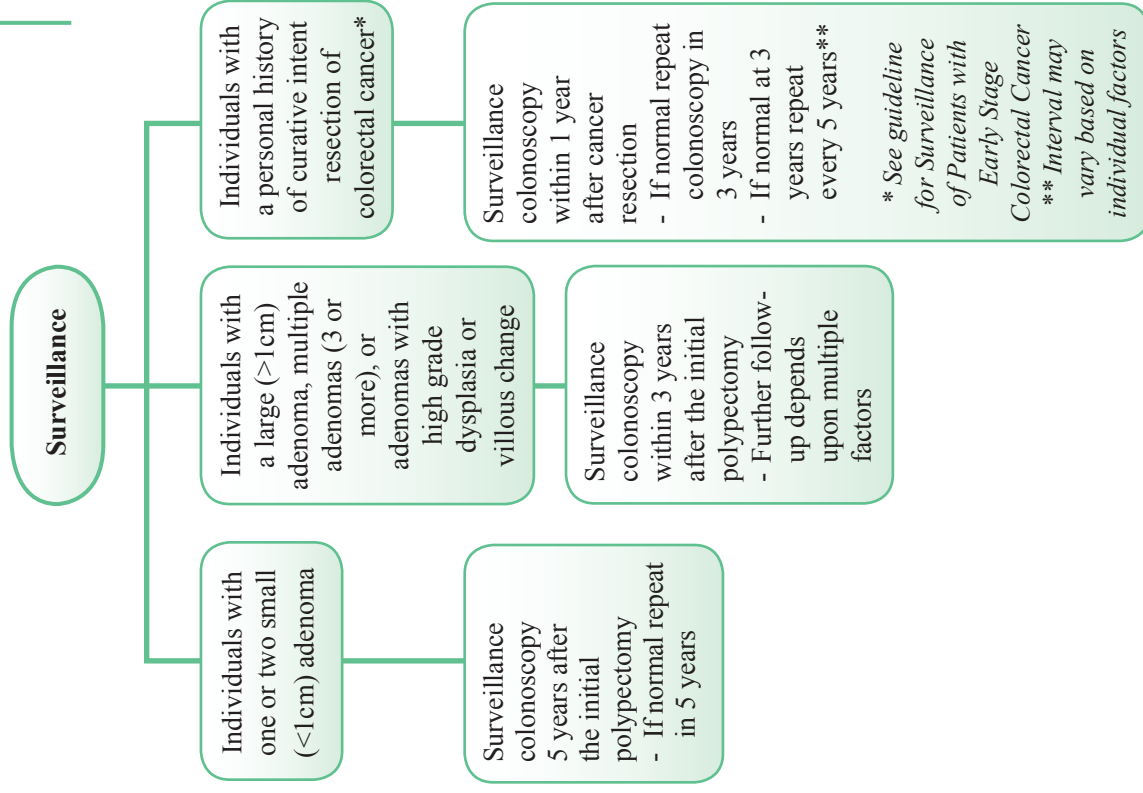 Surveillance
Individuals with
one or two small
(<1cm) adenoma
Surveillance
colonoscopy
5 years after
the initial
polypectomy
- If normal repeat
in 5 years
Individuals with
a large (>1cm)
adenoma, multiple
adenomas (3 or
more), or
adenomas with
high grade
dysplasia or
villous change
Surveillance
colonoscopy
within 3 years
after the initial
polypectomy
- Further follow-
up depends
upon multiple
factors
Individuals with
a personal history
of curative intent
resection of
colorectal cancer*
Surveillance
colonoscopy
within 1 year
after cancer
resection
- If normal repeat
colonoscopy in
3 years
- If normal at 3
years repeat
every 5 years**
* See guideline
for Surveillance
of Patients with
Early Stage
Colorectal Cancer
** Interval may
vary based on
individual factors